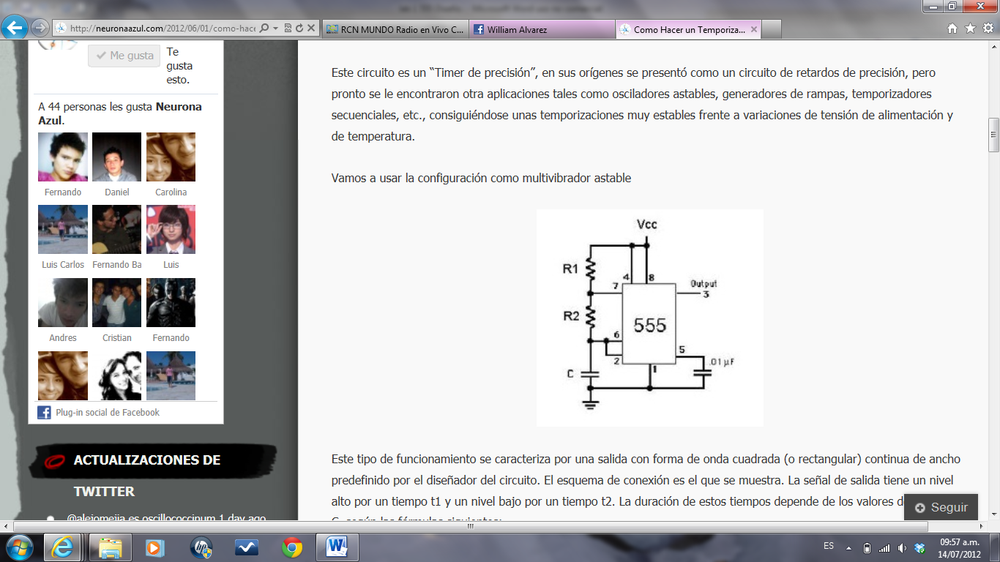 http://neuronaazul.com/2012/06/01/como-hace
RCN MUNDO Radio en Vivo C...
William Alvarez
Como Hacer un Temporiza...
Me gusta
Te
gusta
esto.
A 44 personas les gusta Neurona
Azul.
Fernando Daniel Carolina
Luis Carlos Fernando Ba Luis
Andres Cristian Fernando
Plug-in social de Facebook
ACTUALIZACIONES DE
TWITTER
@alejomejia es oscillococcinum 1 day ago
Este circuito es un “Timer de precisión”, en sus orígenes se presentó como un circuito de retardos de precisión, pero
pronto se le encontraron otra aplicaciones tales como osciladores astables, generadores de rampas, temporizadores
secuenciales, etc., consiguiéndose unas temporizaciones muy estables frente a variaciones de tensión de alimentación y
de temperatura.
Vamos a usar la configuración como multivibrador astable
Vcc
R1
4 8
7
Output
3
R2
555
6
5
2
.01 µF
C
1
Este tipo de funcionamiento se caracteriza por una salida con forma de onda cuadrada (o rectangular) continua de ancho
predefinido por el diseñador del circuito. El esquema de conexión es el que se muestra. La señal de salida tiene un nivel
alto por un tiempo t1 y un nivel bajo por un tiempo t2. La duración de estos tiempos depende de los valores d
C, según las fórmulas siguientes:
Seguir
ES
09:57 a.m.
14/07/2012